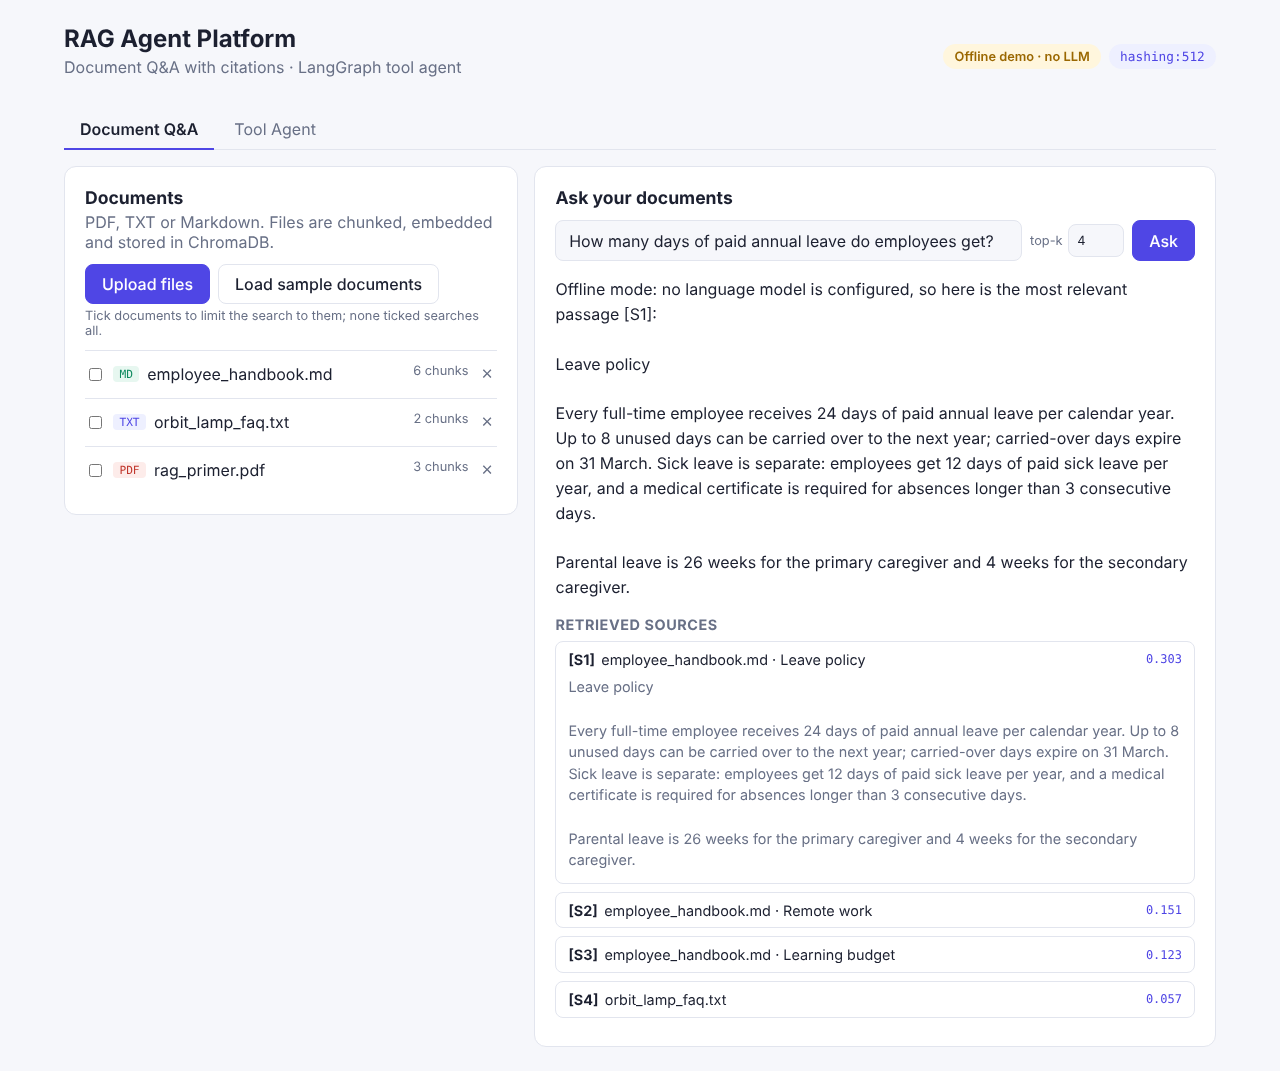 RAG Agent Platform
Document Q&A with citations · LangGraph tool agent
Offline demo · no LLM
hashing:512
Document Q&A
Tool Agent
Documents
PDF, TXT or Markdown. Files are chunked, embedded
and stored in ChromaDB.
Upload files
Load sample documents
Tick documents to limit the search to them; none ticked searches
all.
MD employee_handbook.md 6 chunks ×
TXT orbit_lamp_faq.txt 2 chunks ×
PDF rag_primer.pdf 3 chunks ×
Ask your documents
How many days of paid annual leave do employees get?
top-k 4
Ask
Offline mode: no language model is configured, so here is the most relevant
passage [S1]:
Leave policy
Every full-time employee receives 24 days of paid annual leave per calendar year.
Up to 8 unused days can be carried over to the next year; carried-over days expire
on 31 March. Sick leave is separate: employees get 12 days of paid sick leave per
year, and a medical certificate is required for absences longer than 3 consecutive
days.
Parental leave is 26 weeks for the primary caregiver and 4 weeks for the secondary
caregiver.
RETRIEVED SOURCES
[S1] employee_handbook.md · Leave policy 0.303
Leave policy
Every full-time employee receives 24 days of paid annual leave per calendar year. Up to 8
unused days can be carried over to the next year; carried-over days expire on 31 March.
Sick leave is separate: employees get 12 days of paid sick leave per year, and a medical
certificate is required for absences longer than 3 consecutive days.
Parental leave is 26 weeks for the primary caregiver and 4 weeks for the secondary
caregiver.
[S2] employee_handbook.md · Remote work 0.151
[S3] employee_handbook.md · Learning budget 0.123
[S4] orbit_lamp_faq.txt 0.057